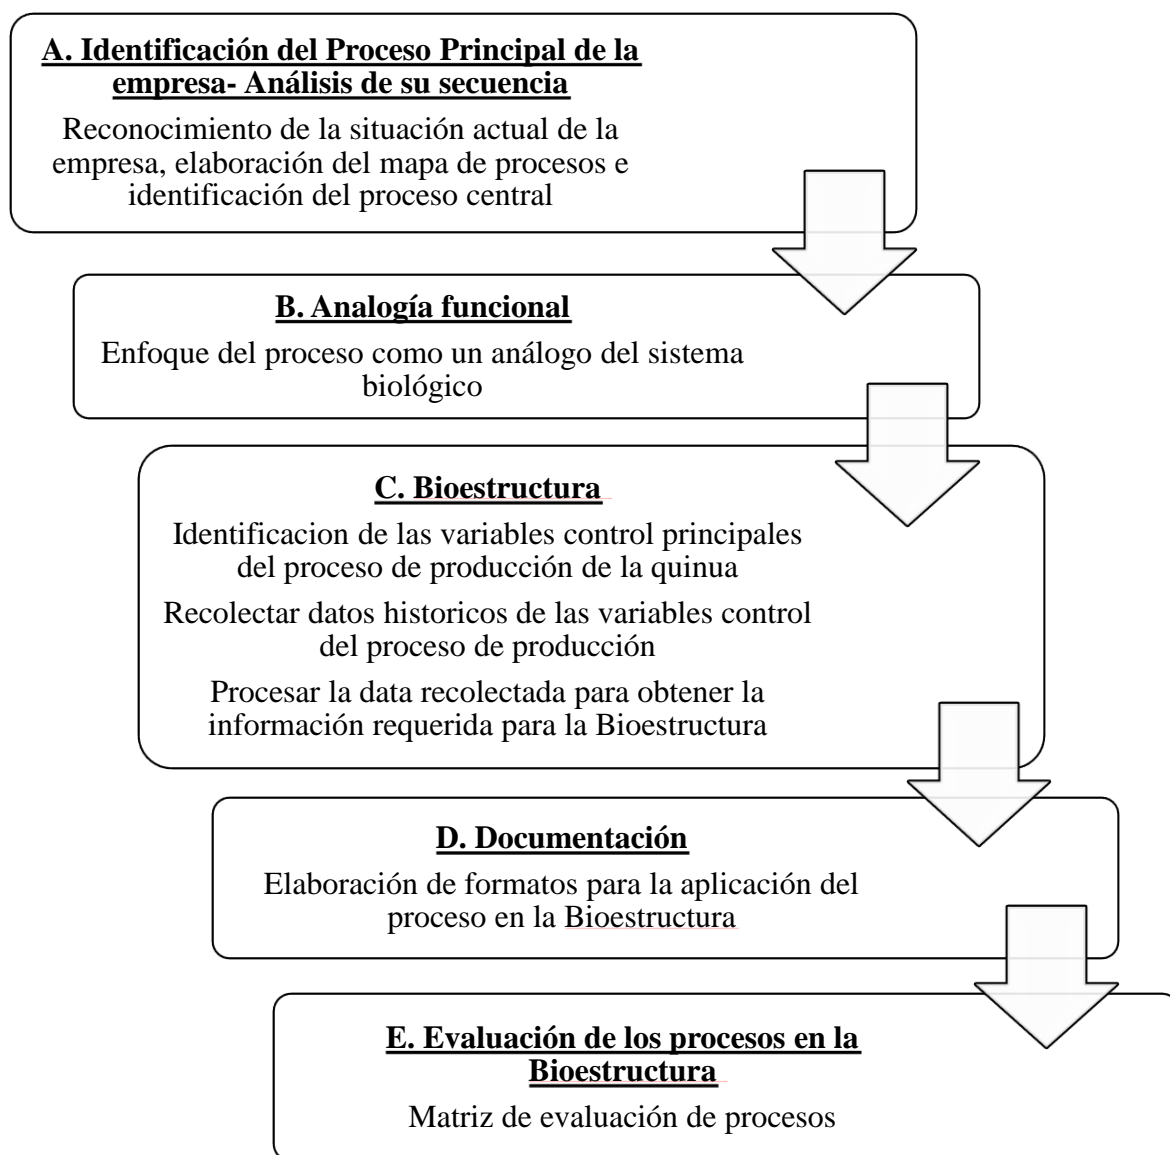 A. Identificación del Proceso Principal de la
empresa- Análisis de su secuencia
Reconocimiento de la situación actual de la
empresa, elaboración del mapa de procesos e
identificación del proceso central
B. Analogía funcional
Enfoque del proceso como un análogo del sistema
biológico
C. Bioestructura
Identificacion de las variables control principales
del proceso de producción de la quinua
Recolectar datos historicos de las variables control
del proceso de producción
Procesar la data recolectada para obtener la
información requerida para la Bioestructura
D. Documentación
Elaboración de formatos para la aplicación del
proceso en la Bioestructura
E. Evaluación de los procesos en la
Bioestructura
Matriz de evaluación de procesos